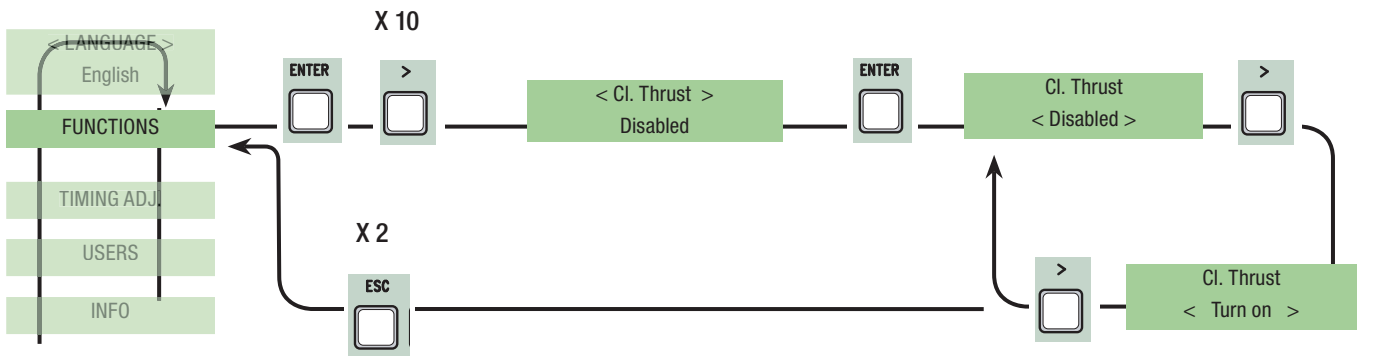 X 10
< LANGUAGE >
English
ENTER
>
< Cl. Thrust >
Disabled
ENTER
Cl. Thrust
< Disabled >
>
FUNCTIONS
TIMING ADJ.
USERS
INFO
X 2
ESC
>
Cl. Thrust
< Turn on >